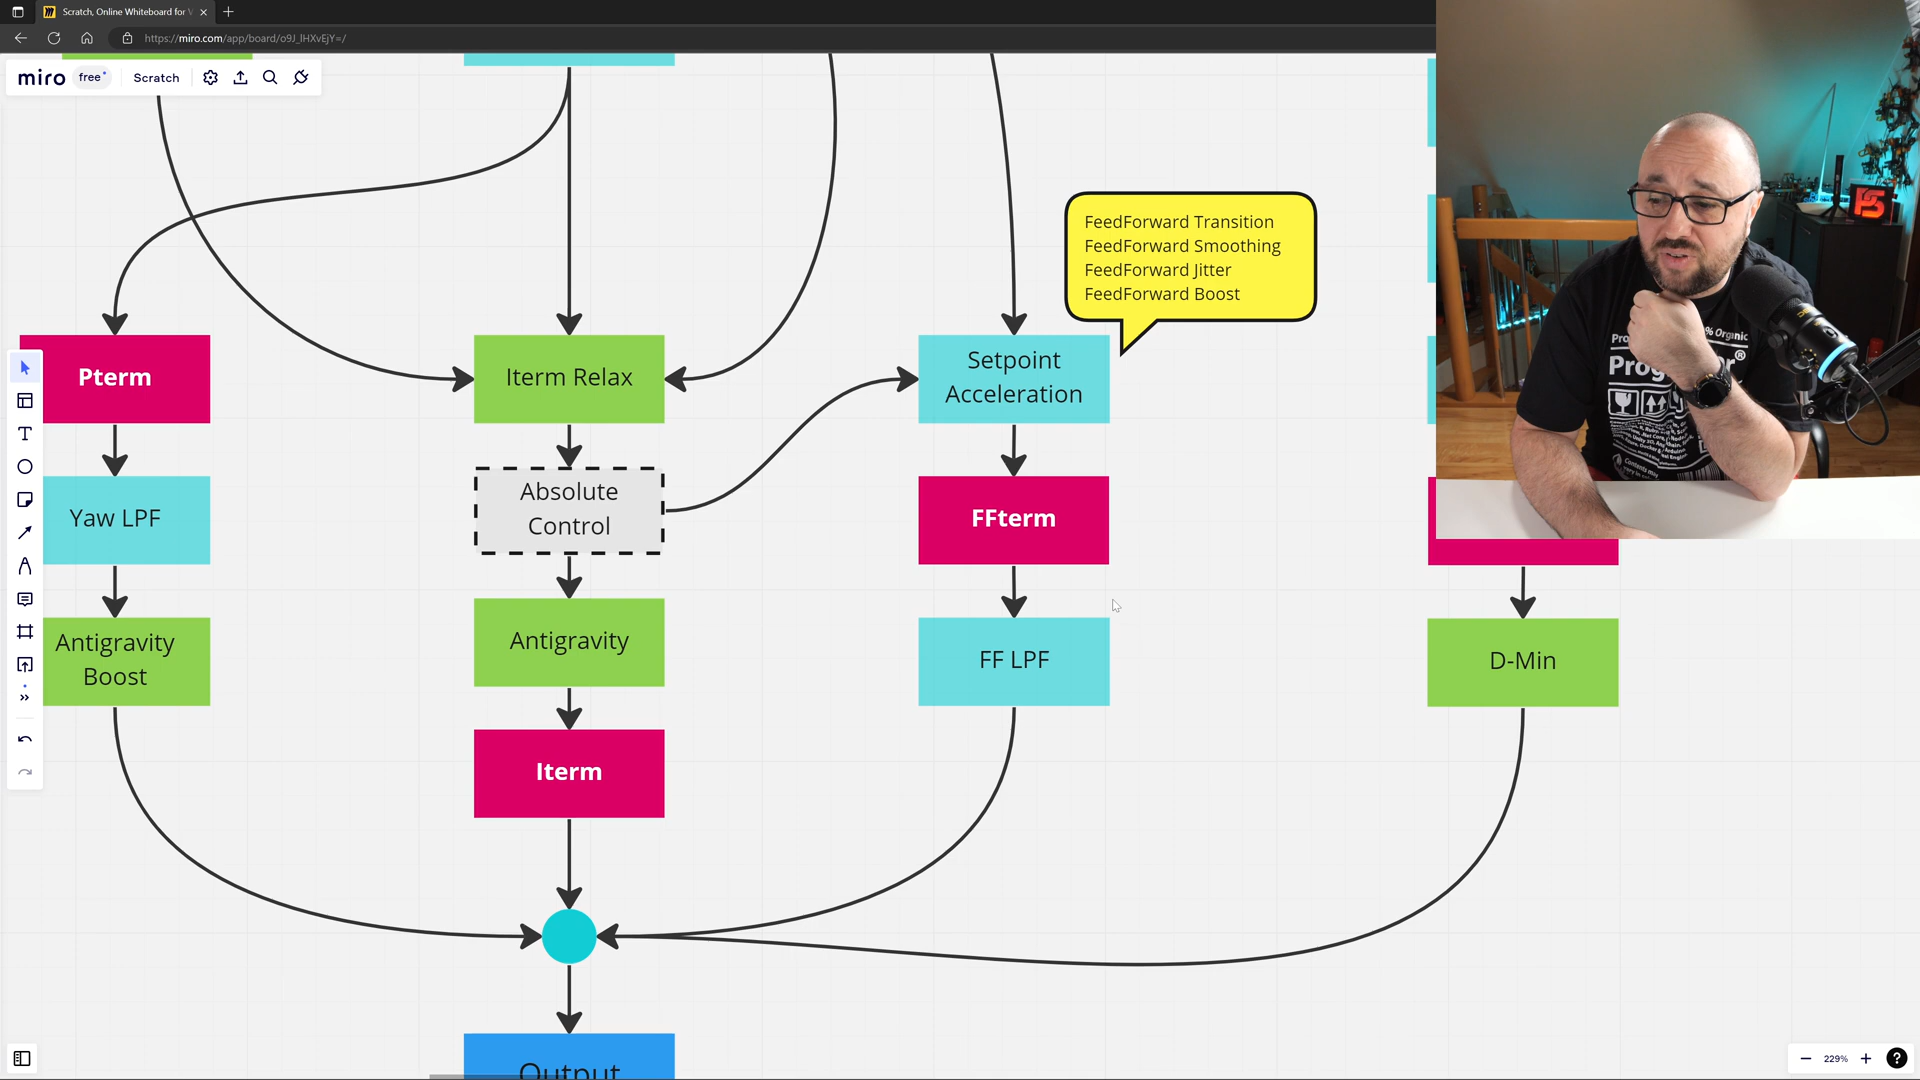 Scratch, Online Whiteboard for
https://miro.com/app/board/o9J_lHXvEjY=/
miro
free
Scratch
FeedForward Transition
FeedForward Smoothing
FeedForward Jitter
FeedForward Boost
Pterm
Iterm Relax
Setpoint
Acceleration
Yaw LPF
Absolute
Control
FFterm
Antigravity
Boost
Antigravity
FF LPF
D-Min
Iterm
Output
% Organic
229%